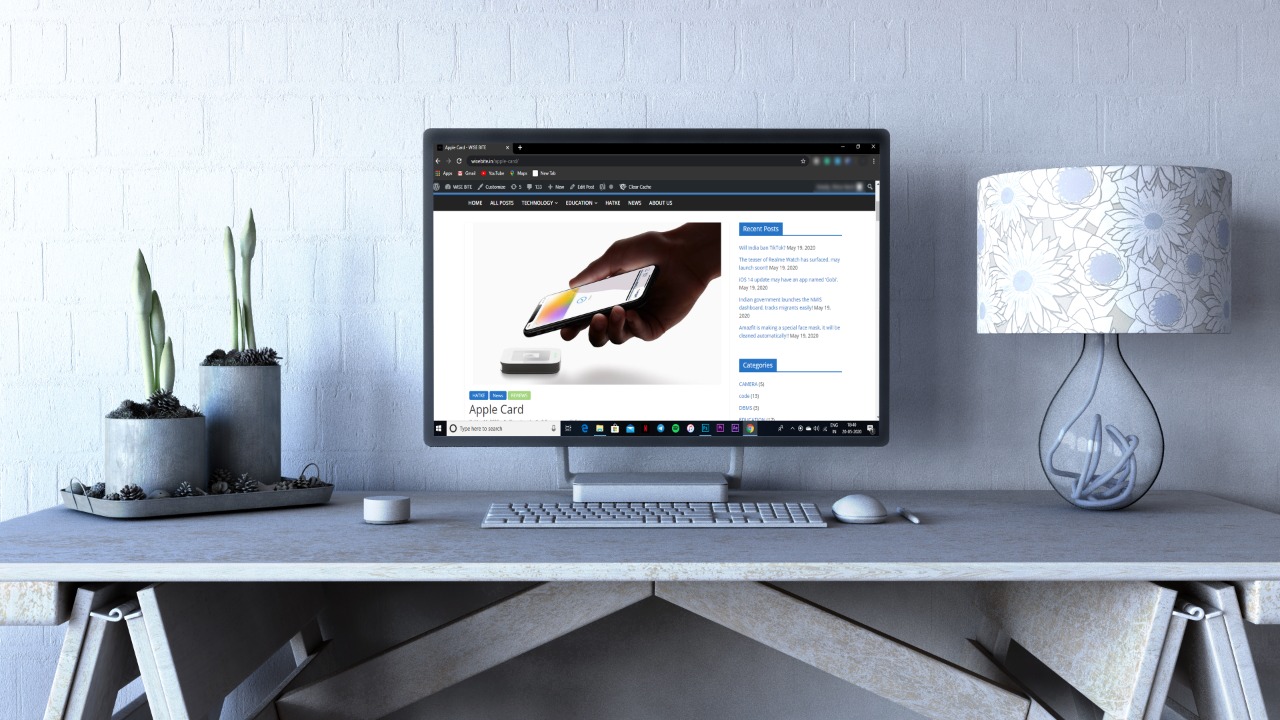 Apple Card - WISE BITE
wisebite.in/apple-card/
Apps Gmail YouTube Maps New Tab
WISE BITE Customize 5 133 New Edit Post Clear Cache
HOME ALL POSTS TECHNOLOGY EDUCATION HATKE NEWS ABOUT US
Recent Posts
Will India ban TikTok? May 19, 2020
The teaser of Realme Watch has surfaced, may
launch soon! May 19, 2020
iOS 14 update may have an app named 'Gobi'.
May 19, 2020
Indian government launches the NMIS
dashboard, tracks migrants easily! May 19,
2020
Amazfit is making a special face mask, it will be
cleaned automatically! May 19, 2020
Categories
CAMERA (5)
code (13)
DBMS (3)
HATKE News REVIEWS
Apple Card
Type here to search
ENG
IN
20-05-2020